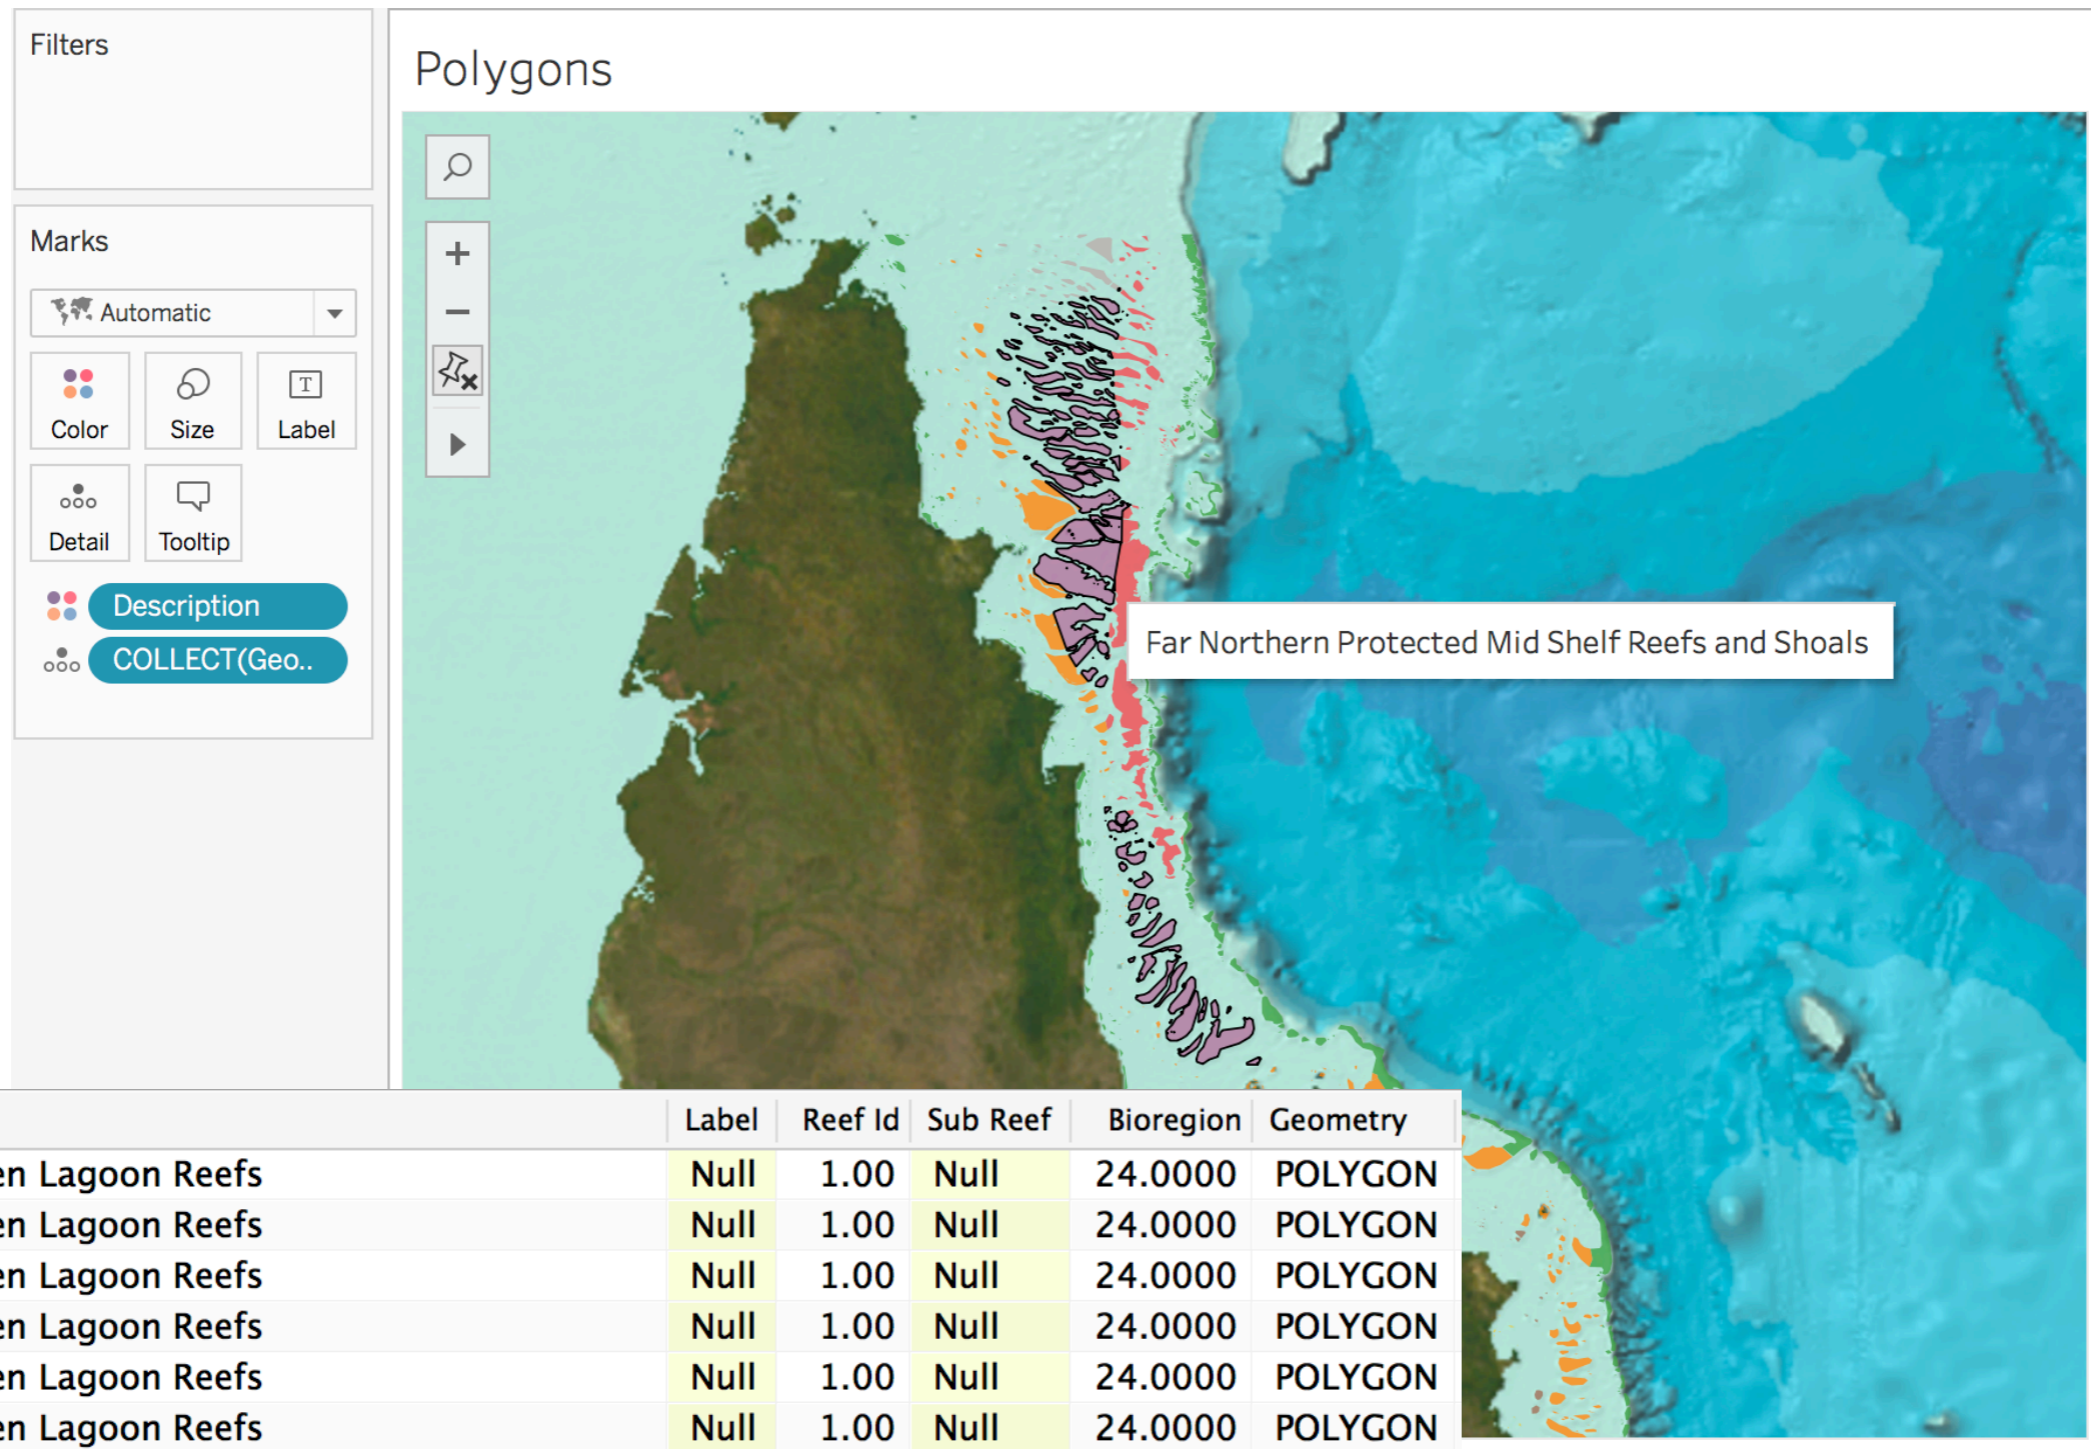 Filters
Polygons
Marks
Automatic
Color Size Label
Detail Tooltip
Description
COLLECT(Geo..
Far Northern Protected Mid Shelf Reefs and Shoals
Label Reef Id Sub Reef Bioregion Geometry
en Lagoon Reefs Null 1.00 Null 24.0000 POLYGON
en Lagoon Reefs Null 1.00 Null 24.0000 POLYGON
en Lagoon Reefs Null 1.00 Null 24.0000 POLYGON
en Lagoon Reefs Null 1.00 Null 24.0000 POLYGON
en Lagoon Reefs Null 1.00 Null 24.0000 POLYGON
en Lagoon Reefs Null 1.00 Null 24.0000 POLYGON